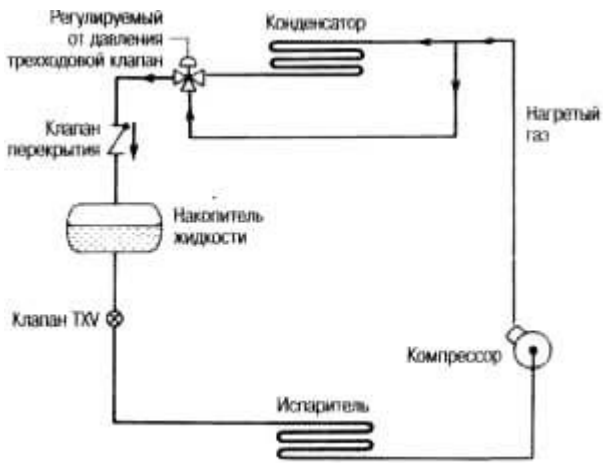 Регулируемый
от давления
трехходовой клапан
Конденсатор
Нагретый
газ
Клапан
перекрытия
Накопитель
жидкости
Клапан TXV
Компрессор
Испаритель